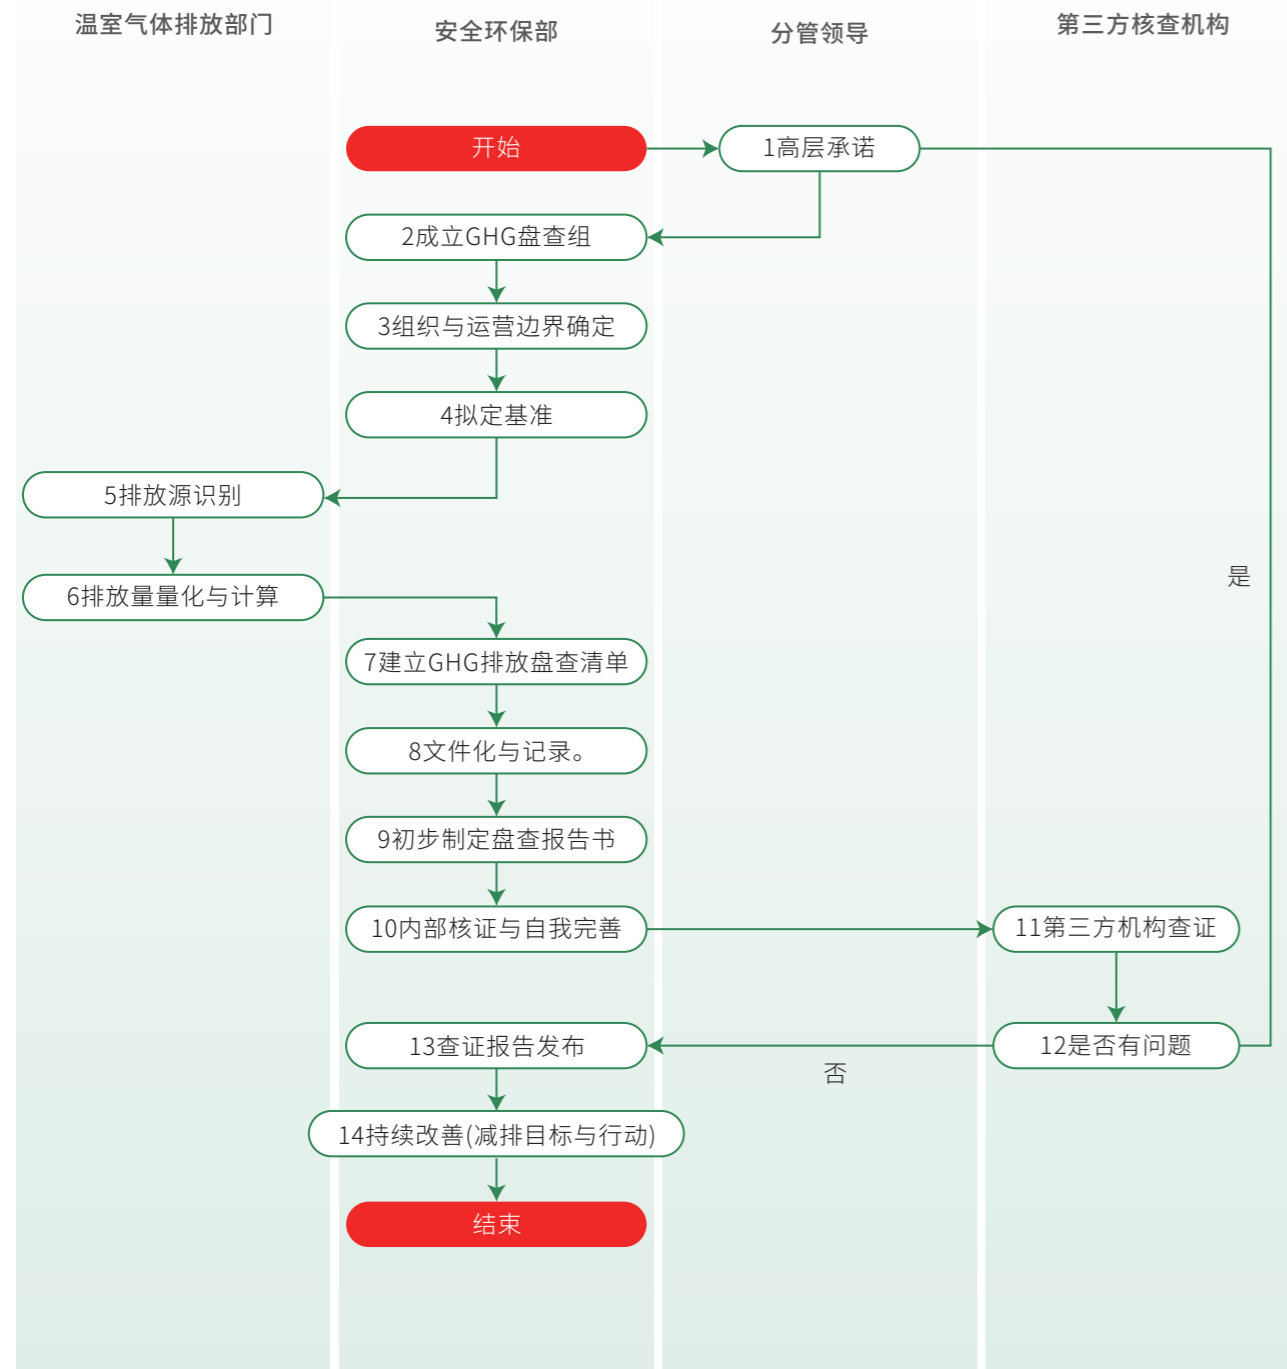 温室气体排放部门
安全环保部
分管领导
第三方核查机构
开始
1高层承诺
2成立GHG盘查组
3组织与运营边界确定
4拟定基准
5排放源识别
是
6排放量量化与计算
7建立GHG排放盘查清单
8文件化与记录。
9初步制定盘查报告书
10内部核证与自我完善
11第三方机构查证
13查证报告发布
12是否有问题
否
14持续改善(减排目标与行动)
结束